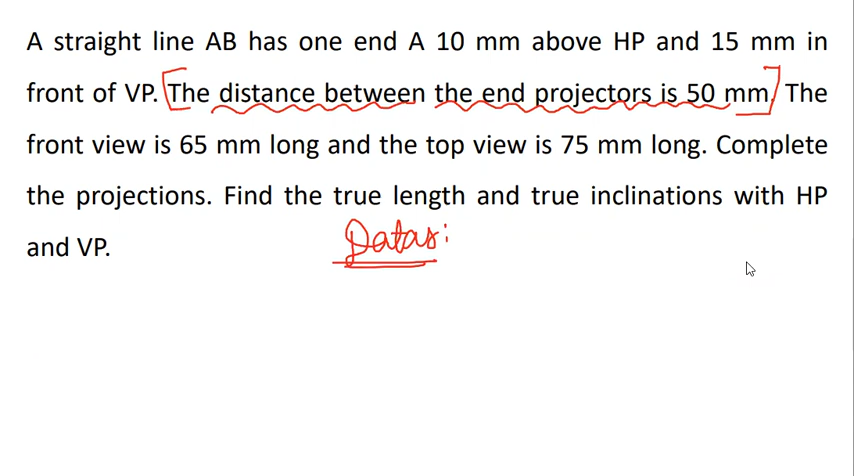 A straight line AB has one end A 10 mm above HP and 15 mm in
front of VP. [The distance between the end projectors is 50 mm.] The
front view is 65 mm long and the top view is 75 mm long. Complete
the projections. Find the true length and true inclinations with HP
and VP.
Datas: